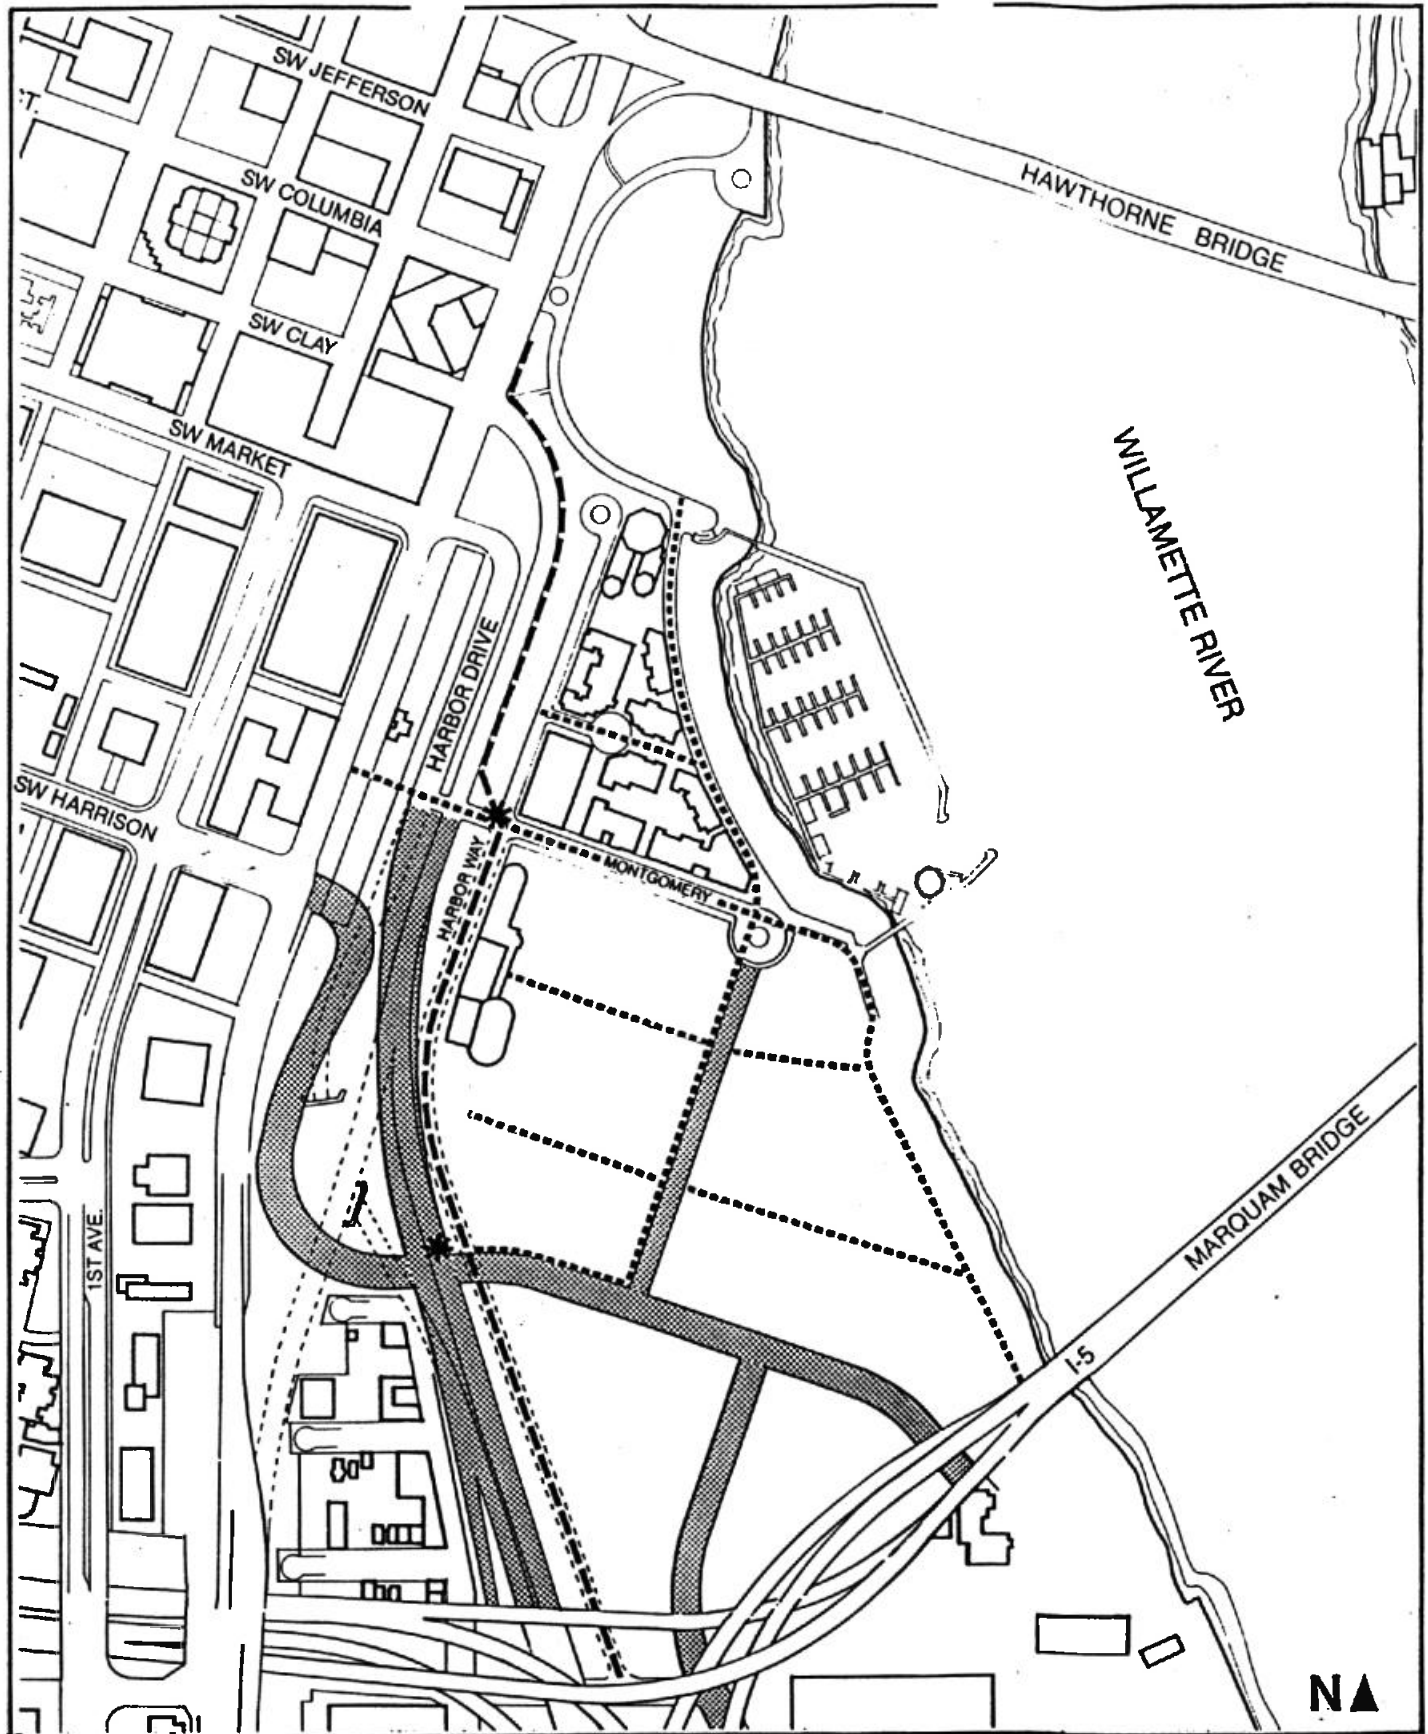 SW JEFFERSON
T.
SW COLUMBIA
HAWTHORNE BRIDGE
SW CLAY
SW MARKET
WILLAMETTE RIVER
HARBOR DRIVE
SW HARRISON
HARBOR WAY
MONTGOMERY
MARQUAM BRIDGE
1ST AVE.
I-5
N